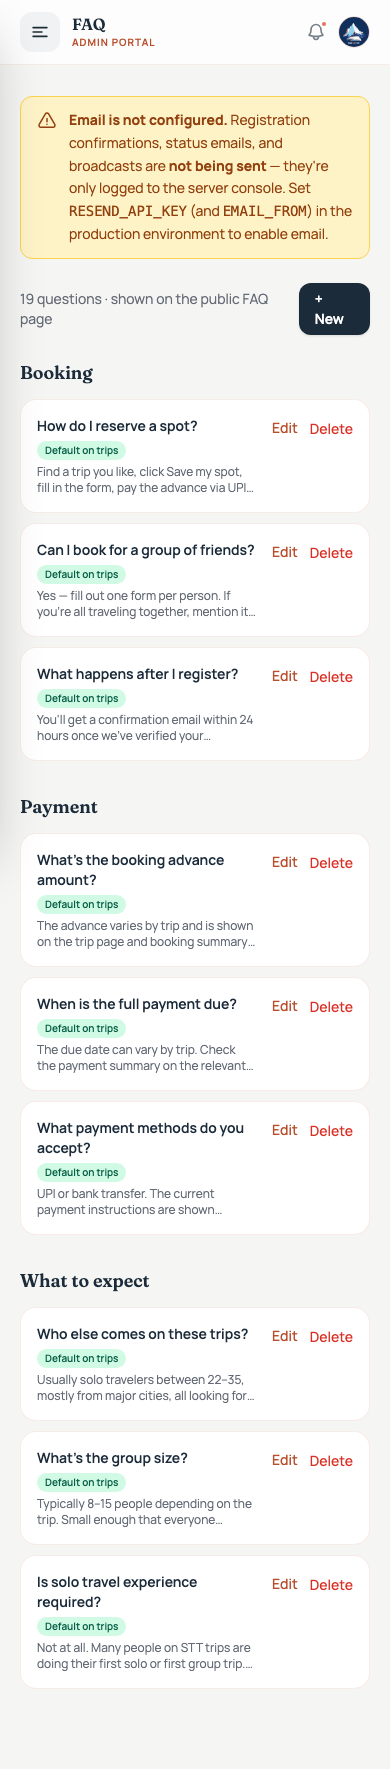 FAQ
ADMIN PORTAL
Email is not configured. Registration
confirmations, status emails, and
broadcasts are not being sent — they're
only logged to the server console. Set
RESEND_API_KEY (and EMAIL_FROM) in the
production environment to enable email.
19 questions · shown on the public FAQ
page
+
New
Booking
How do I reserve a spot?
Edit Delete
Default on trips
Find a trip you like, click Save my spot,
fill in the form, pay the advance via UPI…
Can I book for a group of friends?
Edit Delete
Default on trips
Yes — fill out one form per person. If
you're all traveling together, mention it…
What happens after I register?
Edit Delete
Default on trips
You'll get a confirmation email within 24
hours once we've verified your…
Payment
What's the booking advance
amount?
Edit Delete
Default on trips
The advance varies by trip and is shown
on the trip page and booking summary…
When is the full payment due?
Edit Delete
Default on trips
The due date can vary by trip. Check
the payment summary on the relevant…
What payment methods do you
accept?
Edit Delete
Default on trips
UPI or bank transfer. The current
payment instructions are shown…
What to expect
Who else comes on these trips?
Edit Delete
Default on trips
Usually solo travelers between 22–35,
mostly from major cities, all looking for…
What's the group size?
Edit Delete
Default on trips
Typically 8–15 people depending on the
trip. Small enough that everyone…
Is solo travel experience
required?
Edit Delete
Default on trips
Not at all. Many people on STT trips are
doing their first solo or first group trip.…